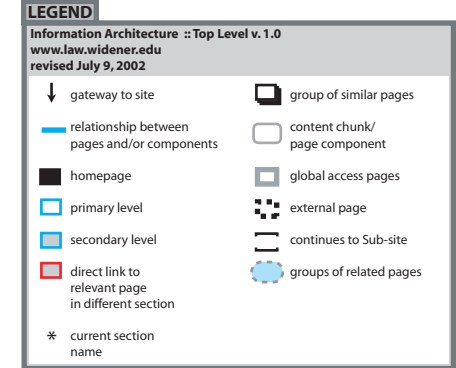 LEGEND
Information Architecture :: Top Level v. 1.0
www.law.widener.edu
revised July 9, 2002
gateway to site
relationship between
pages and/or components
homepage
primary level
secondary level
direct link to
relevant page
in different section
* current section
name
group of similar pages
content chunk/
page component
global access pages
external page
continues to Sub-site
groups of related pages